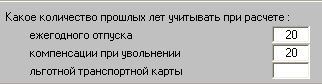 Какое количество прошлых лет учитывать при расчете :
ежегодного отпуска 20
компенсации при увольнении 20
льготной транспортной карты